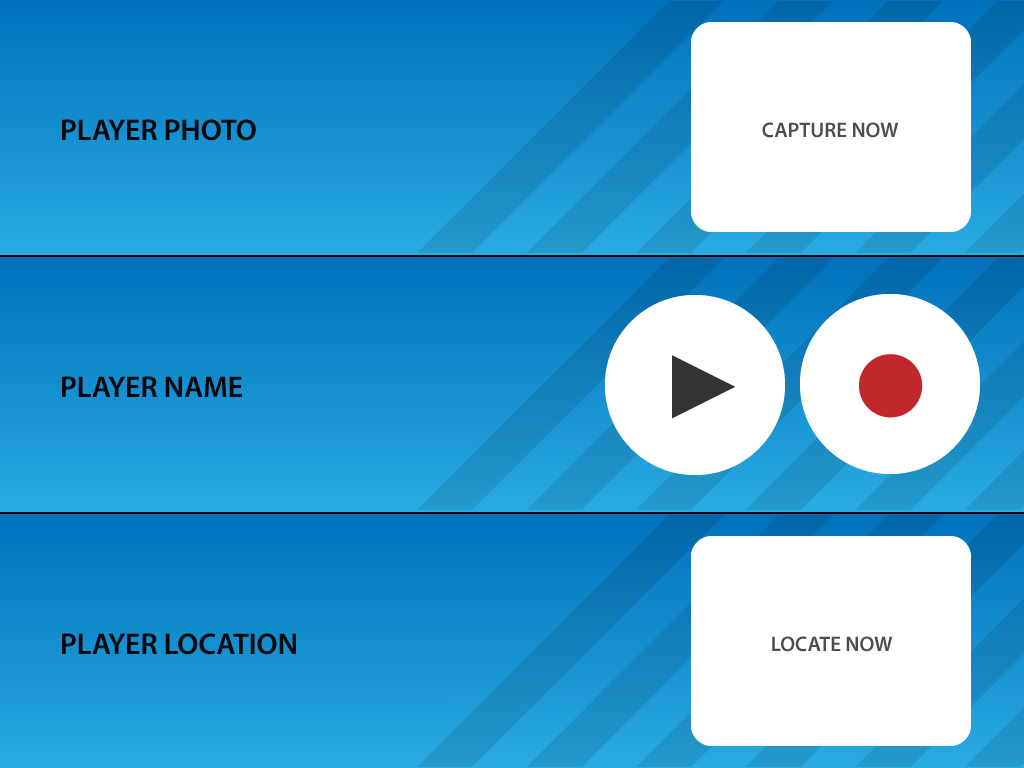 PLAYER PHOTO
CAPTURE NOW
PLAYER NAME
PLAYER LOCATION
LOCATE NOW